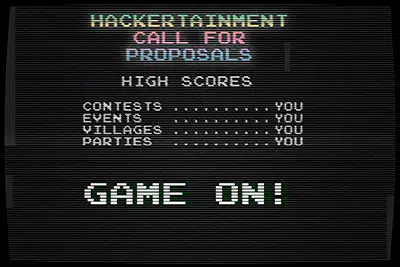 HACKERTAINMENT
CALL FOR
PROPOSALS
HIGH SCORES
CONTESTS ..........YOU
EVENTS ..........YOU
VILLAGES ..........YOU
PARTIES ..........YOU
GAME ON!